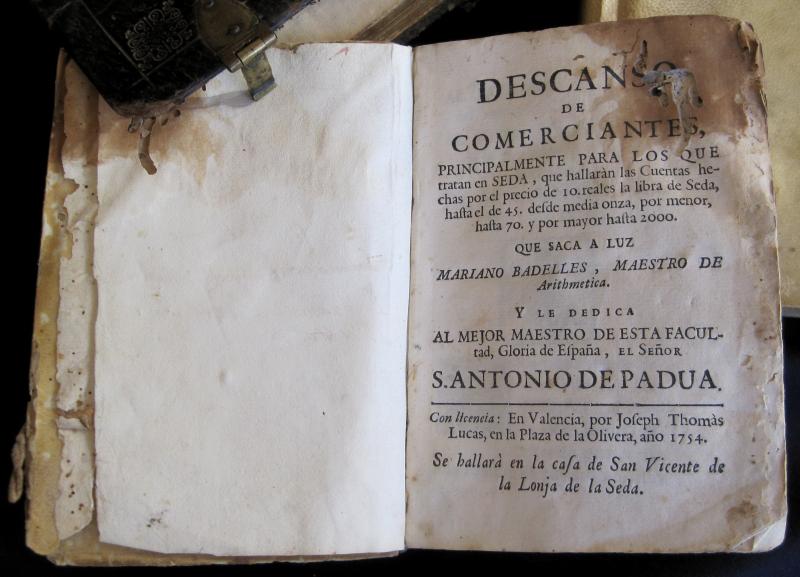 DESCANSO
DE
COMERCIANTES,
PRINCIPALMENTE PARA LOS QUE
tratan en SEDA, que hallaràn las Cuentas he-
chas por el precio de 10. reales la libra de Seda,
haſta el de 45. deſde media onza, por menor,
haſta 70. y por mayor haſta 2000.
QUE SACA A LUZ
MARIANO BADELLES, MAESTRO DE
Arithmetica.
Y LE DEDICA
AL MEJOR MAESTRO DE ESTA FACUL-
tad, Gloria de Eſpaña, EL SEÑOR
S. ANTONIO DE PADUA.
Con licencia: En Valencia, por Joſeph Thomàs
Lucas, en la Plaza de la Olivera, año 1754.
Se hallarà en la caſa de San Vicente de
la Lonja de la Seda.